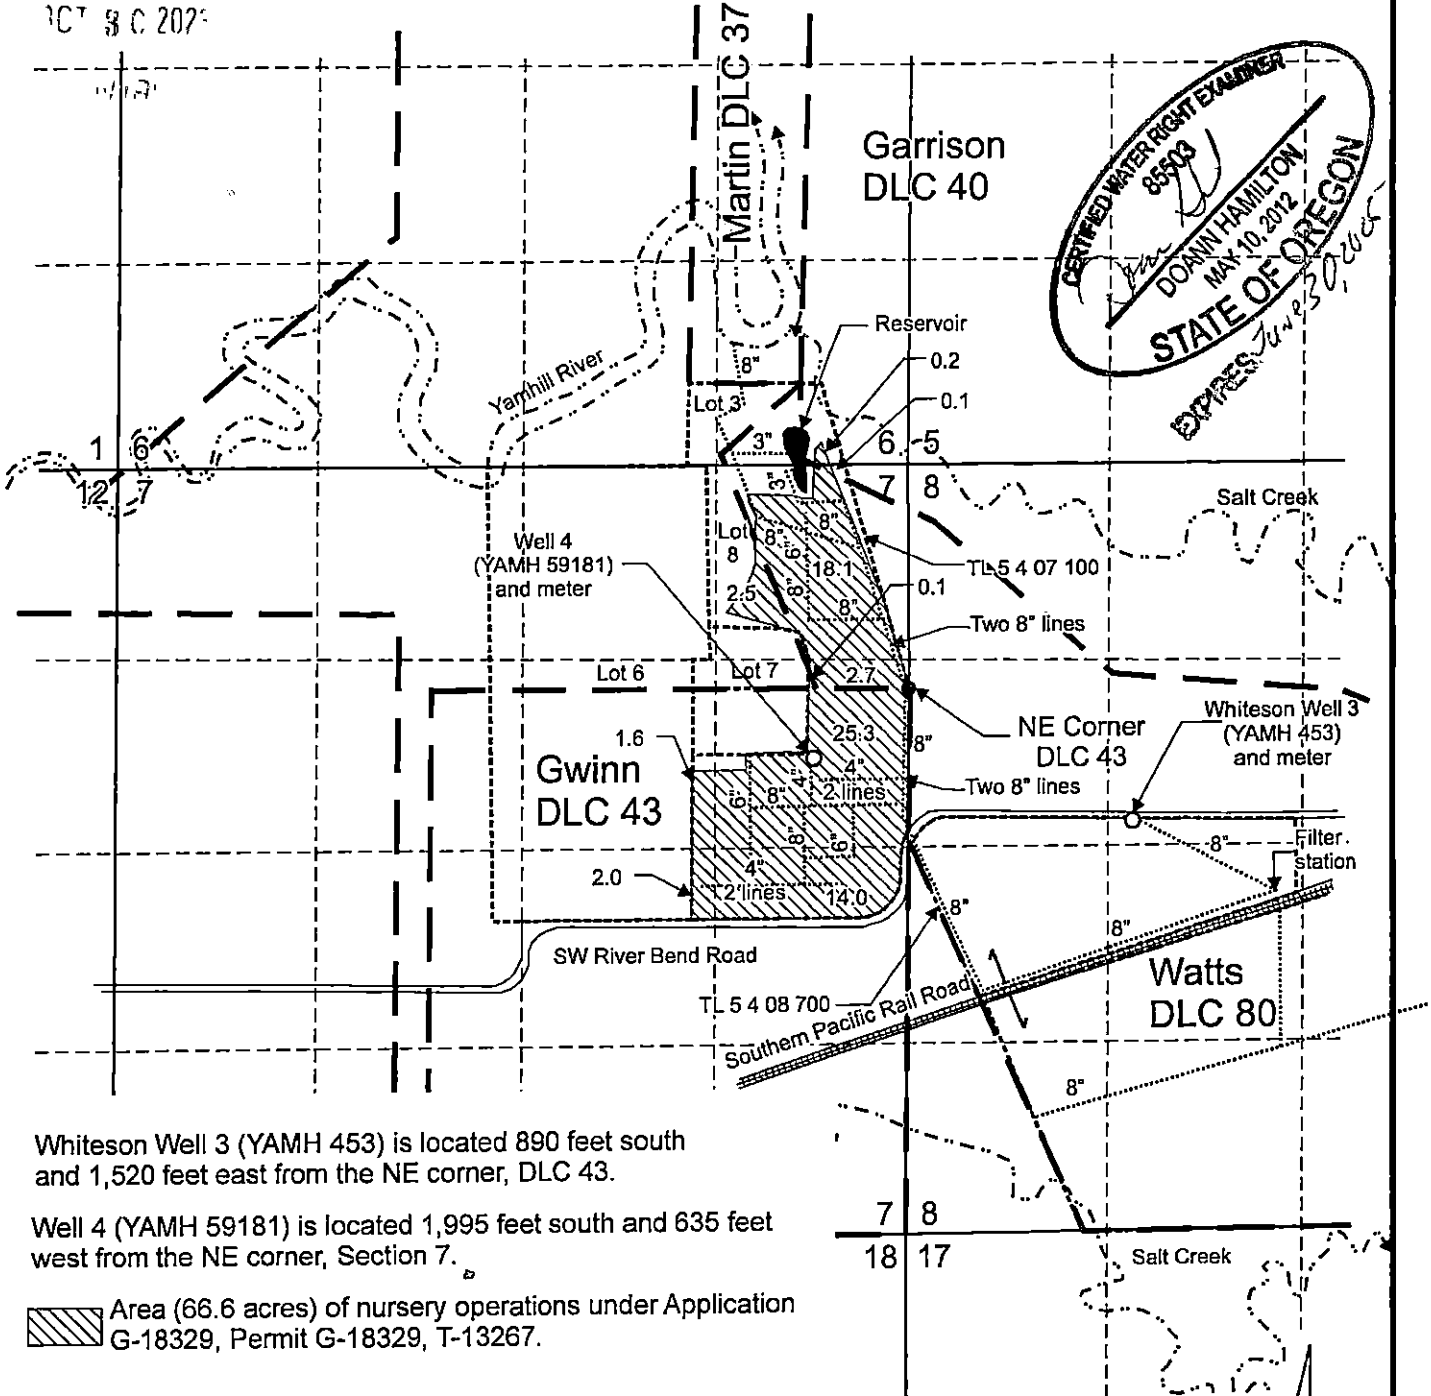 Martin DLC 37
Garrison
DLC 40
CERTIFIED WATER RIGHT EXAMINER
85503
DOANN HAMILTON
MAY 10, 2012
STATE OF OREGON
EXPIRES June 30,
Reservoir
0.2
0.1
8"
Yamhill River
Lot 3
3"
1 6
12 7
6 5
7 8
3"
Salt Creek
Well 4
(YAMH 59181)
and meter
Lot
8
8"
8"
6"
18.1
TL 5 4 07 100
2.5
8"
8"
0.1
Two 8" lines
Lot 6
Lot 7
2.7
NE Corner
DLC 43
Whiteson Well 3
(YAMH 453)
and meter
1.6
25.3
8"
Gwinn
DLC 43
4"
4"
2 lines
Two 8" lines
6"
8"
8"
6"
8"
Filter
station
2.0
4"
2 lines
14.0
8"
8"
SW River Bend Road
Watts
DLC 80
TL 5 4 08 700
Southern Pacific Rail Road
8"
Whiteson Well 3 (YAMH 453) is located 890 feet south
and 1,520 feet east from the NE corner, DLC 43.
Well 4 (YAMH 59181) is located 1,995 feet south and 635 feet
west from the NE corner, Section 7.
7 8
18 17
Salt Creek
Area (66.6 acres) of nursery operations under Application
G-18329, Permit G-18329, T-13267.